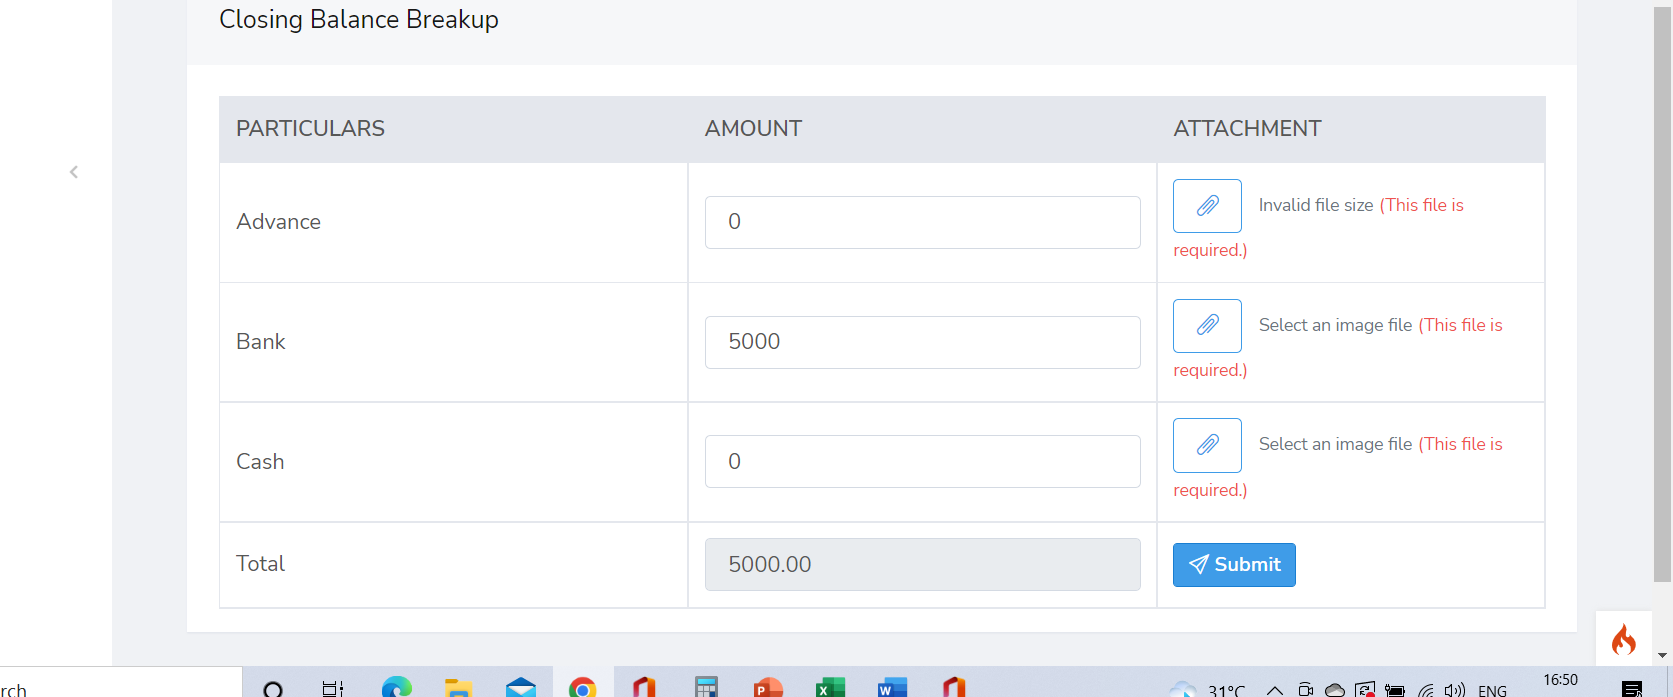 Closing Balance Breakup
PARTICULARS AMOUNT ATTACHMENT
Advance 0 Invalid file size (This file is
required.)
Bank 5000 Select an image file (This file is
required.)
Cash 0 Select an image file (This file is
required.)
Total 5000.00 Submit
rch 31°C ENG 16:50